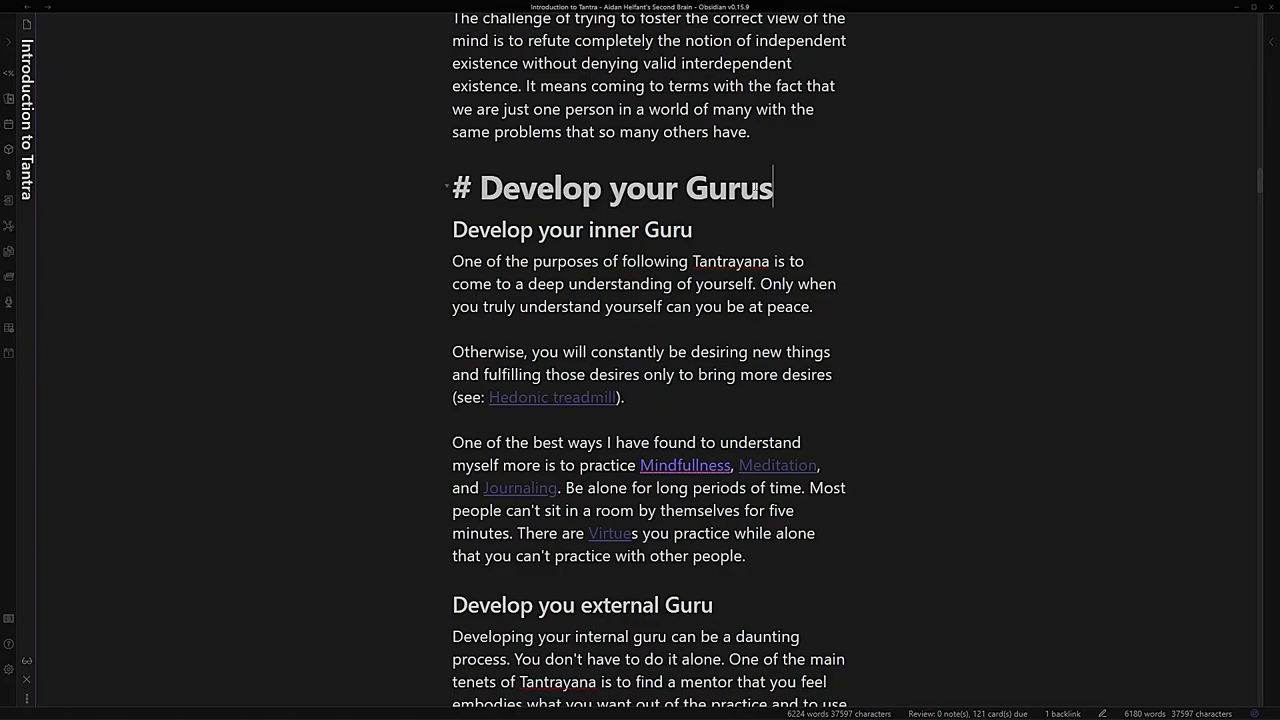 Introduction to Tantra - Aidan Helfant's Second Brain - Obsidian v0.15.9
Introduction to Tantra
The challenge of trying to foster the correct view of the
mind is to refute completely the notion of independent
existence without denying valid interdependent
existence. It means coming to terms with the fact that
we are just one person in a world of many with the
same problems that so many others have.
# Develop your Gurus
Develop your inner Guru
One of the purposes of following Tantrayana is to
come to a deep understanding of yourself. Only when
you truly understand yourself can you be at peace.
Otherwise, you will constantly be desiring new things
and fulfilling those desires only to bring more desires
(see: Hedonic treadmill).
One of the best ways I have found to understand
myself more is to practice Mindfullness, Meditation,
and Journaling. Be alone for long periods of time. Most
people can't sit in a room by themselves for five
minutes. There are Virtues you practice while alone
that you can't practice with other people.
Develop you external Guru
Developing your internal guru can be a daunting
process. You don't have to do it alone. One of the main
tenets of Tantrayana is to find a mentor that you feel
embodies what you want out of the practice and to use
6224 words 37597 characters Review: 0 note(s), 121 card(s) due 1 backlink 6180 words 37597 characters